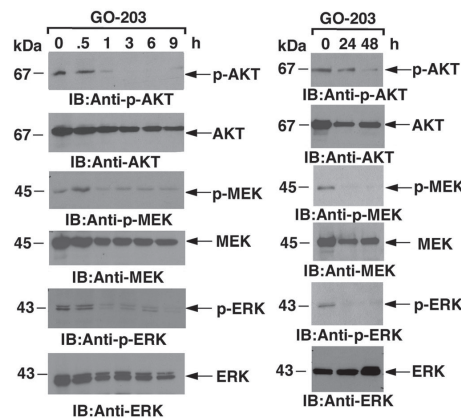 GO-203
kDa 0 .5 1 3 6 9 h
67 p-AKT
IB:Anti-p-AKT
67 AKT
IB:Anti-AKT
45 p-MEK
IB:Anti-p-MEK
45 MEK
IB:Anti-MEK
43 p-ERK
IB:Anti-p-ERK
43 ERK
IB:Anti-ERK
GO-203
kDa 0 24 48 h
67 p-AKT
IB:Anti-p-AKT
67 AKT
IB:Anti-AKT
45 p-MEK
IB:Anti-p-MEK
45 MEK
IB:Anti-MEK
43 p-ERK
IB:Anti-p-ERK
43 ERK
IB:Anti-ERK